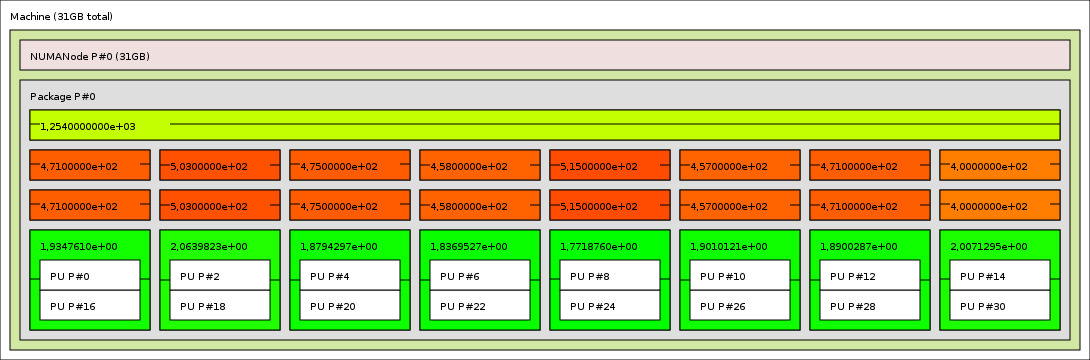 Machine (31GB total)
NUMANode P#0 (31GB)
Package P#0
1,2540000000e+03
4,7100000e+02 5,0300000e+02 4,7500000e+02 4,5800000e+02 5,1500000e+02 4,5700000e+02 4,7100000e+02 4,0000000e+02
4,7100000e+02 5,0300000e+02 4,7500000e+02 4,5800000e+02 5,1500000e+02 4,5700000e+02 4,7100000e+02 4,0000000e+02
1,9347610e+00 2,0639823e+00 1,8794297e+00 1,8369527e+00 1,7718760e+00 1,9010121e+00 1,8900287e+00 2,0071295e+00
PU P#0 PU P#2 PU P#4 PU P#6 PU P#8 PU P#10 PU P#12 PU P#14
PU P#16 PU P#18 PU P#20 PU P#22 PU P#24 PU P#26 PU P#28 PU P#30